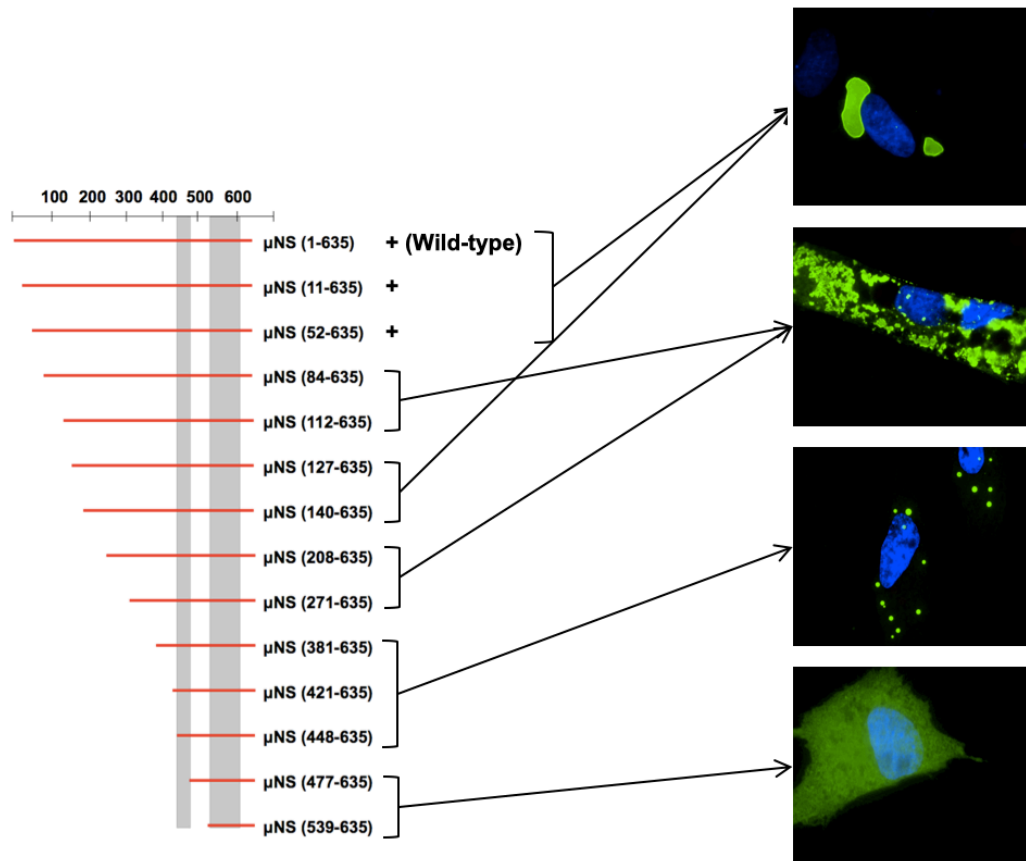 100 200 300 400 500 600
μNS (1-635) + (Wild-type)
μNS (11-635) +
μNS (52-635) +
μNS (84-635)
μNS (112-635)
μNS (127-635)
μNS (140-635)
μNS (208-635)
μNS (271-635)
μNS (381-635)
μNS (421-635)
μNS (448-635)
μNS (477-635)
μNS (539-635)